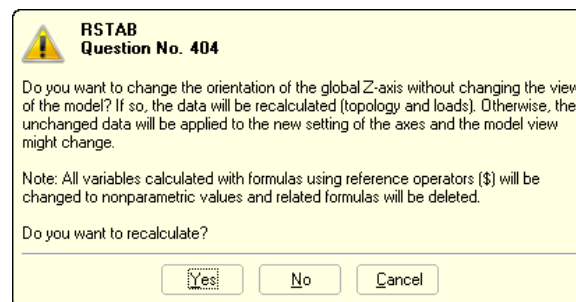 RSTAB
Question No. 404
Do you want to change the orientation of the global Z-axis without changing the view
of the model? If so, the data will be recalculated (topology and loads). Otherwise, the
unchanged data will be applied to the new setting of the axes and the model view
might change.
Note: All variables calculated with formulas using reference operators ($) will be
changed to nonparametric values and related formulas will be deleted.
Do you want to recalculate?
Yes No Cancel